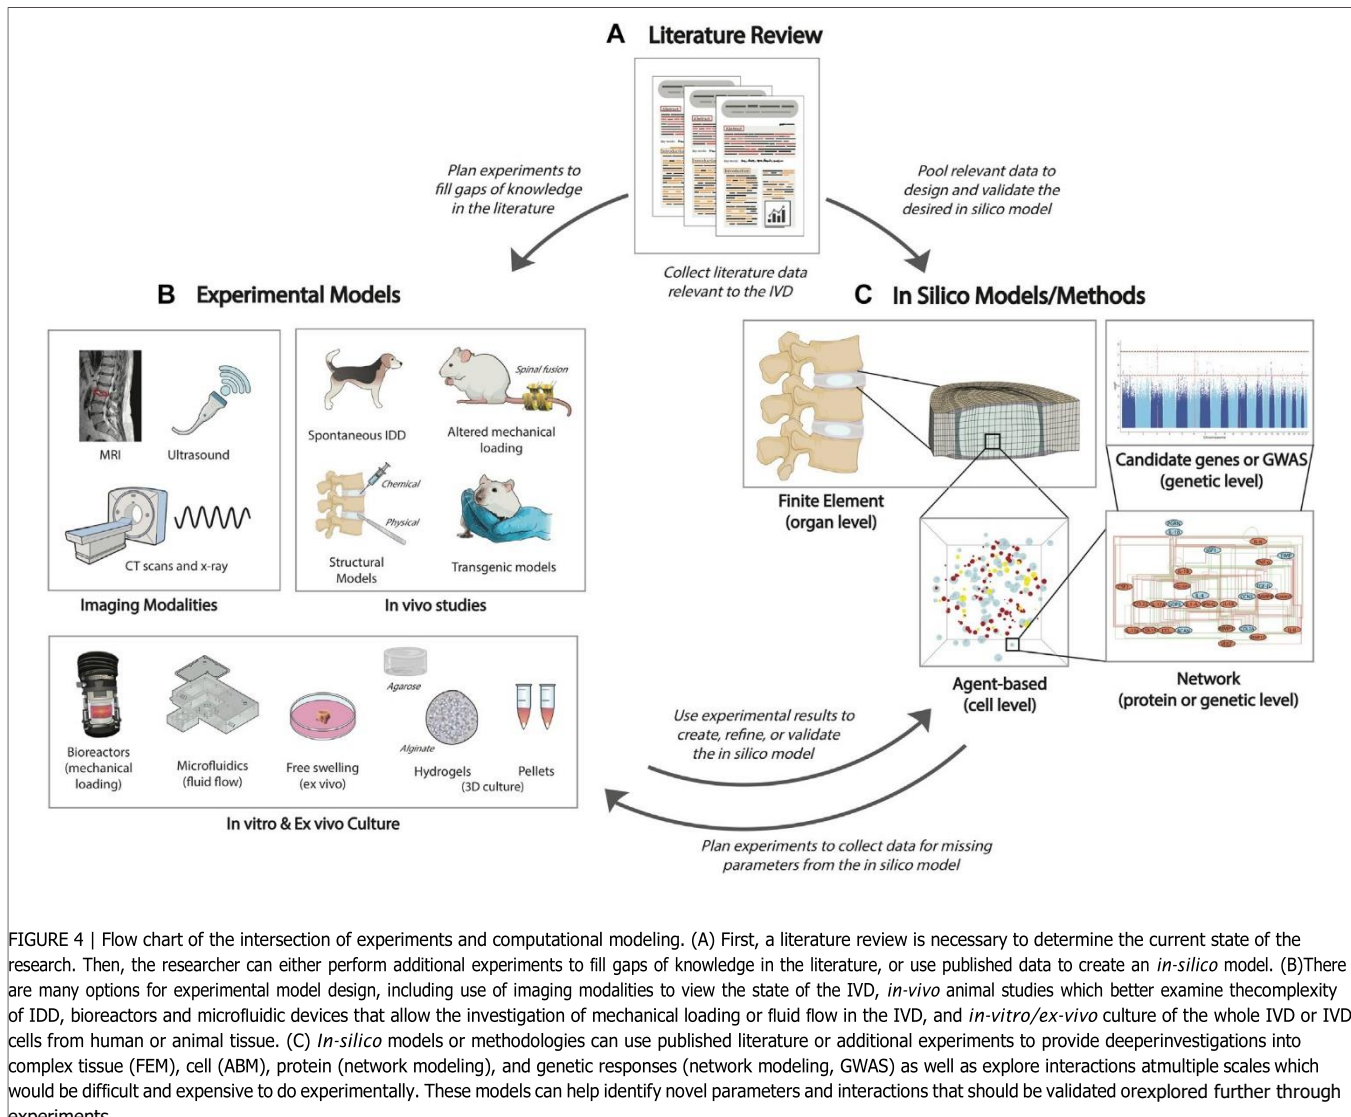 A Literature Review
Plan experiments to
fill gaps of knowledge
in the literature
Pool relevant data to
design and validate the
desired in silico model
Collect literature data
relevant to the IVD
B Experimental Models
MRI
Ultrasound
CT scans and x-ray
Imaging Modalities
Spontaneous IDD
Spinal fusion
Altered mechanical
loading
Chemical
Physical
Structural
Models
Transgenic models
In vivo studies
Bioreactors
(mechanical
loading)
Microfluidics
(fluid flow)
Free swelling
(ex vivo)
Agarose
Alginate
Hydrogels
Pellets
(3D culture)
In vitro & Ex vivo Culture
C In Silico Models/Methods
Finite Element
(organ level)
Candidate genes or GWAS
(genetic level)
Agent-based
(cell level)
Network
(protein or genetic level)
Use experimental results to
create, refine, or validate
the in silico model
Plan experiments to collect data for missing
parameters from the in silico model
FIGURE 4 | Flow chart of the intersection of experiments and computational modeling. (A) First, a literature review is necessary to determine the current state of the
research. Then, the researcher can either perform additional experiments to fill gaps of knowledge in the literature, or use published data to create an in-silico model. (B)There
are many options for experimental model design, including use of imaging modalities to view the state of the IVD, in-vivo animal studies which better examine thecomplexity
of IDD, bioreactors and microfluidic devices that allow the investigation of mechanical loading or fluid flow in the IVD, and in-vitro/ex-vivo culture of the whole IVD or IVD
cells from human or animal tissue. (C) In-silico models or methodologies can use published literature or additional experiments to provide deeperinvestigations into
complex tissue (FEM), cell (ABM), protein (network modeling), and genetic responses (network modeling, GWAS) as well as explore interactions atmultiple scales which
would be difficult and expensive to do experimentally. These models can help identify novel parameters and interactions that should be validated orexplored further through
experiments.